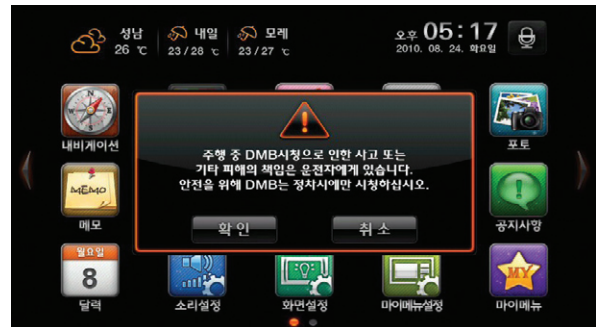 성남 내일 모레
26 ℃ 23/28 ℃ 23/27 ℃
오후 05:17
2010. 08. 24. 화요일
주행 중 DMB시청으로 인한 사고 또는
기타 피해의 책임은 운전자에게 있습니다.
안전을 위해 DMB는 정차시에만 시청하십시오.
확인 취소
내비게이션 포토
MEMO
메모 공지사항
월요일
8
MY
달력 소리설정 화면설정 마이메뉴설정 마이메뉴